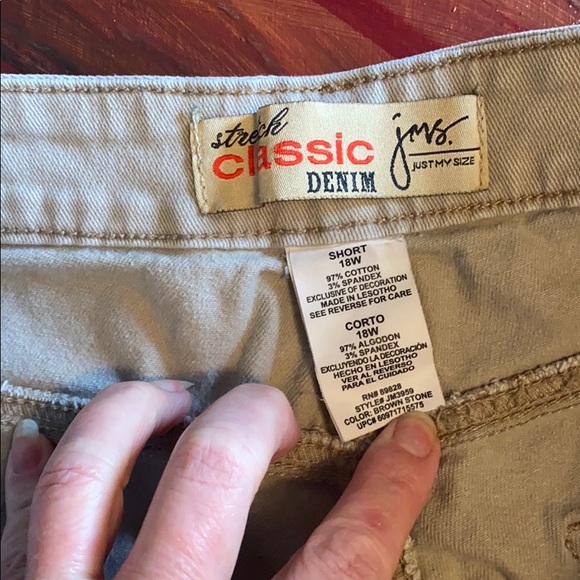 stretch
classic
DENIM
jms.
JUST MY SIZE
SHORT
18W
97% COTTON
3% SPANDEX
EXCLUSIVE OF DECORATION
MADE IN LESOTHO
SEE REVERSE FOR CARE
CORTO
18W
97% ALGODON
3% SPANDEX
EXCLUYENDO LA DECORACIÓN
HECHO EN LESOTHO
VER AL REVERSO
PARA EL CUIDADO
RN# 89828
STYLE# JM3959
COLOR: BROWN STONE
UPC# 60971715575